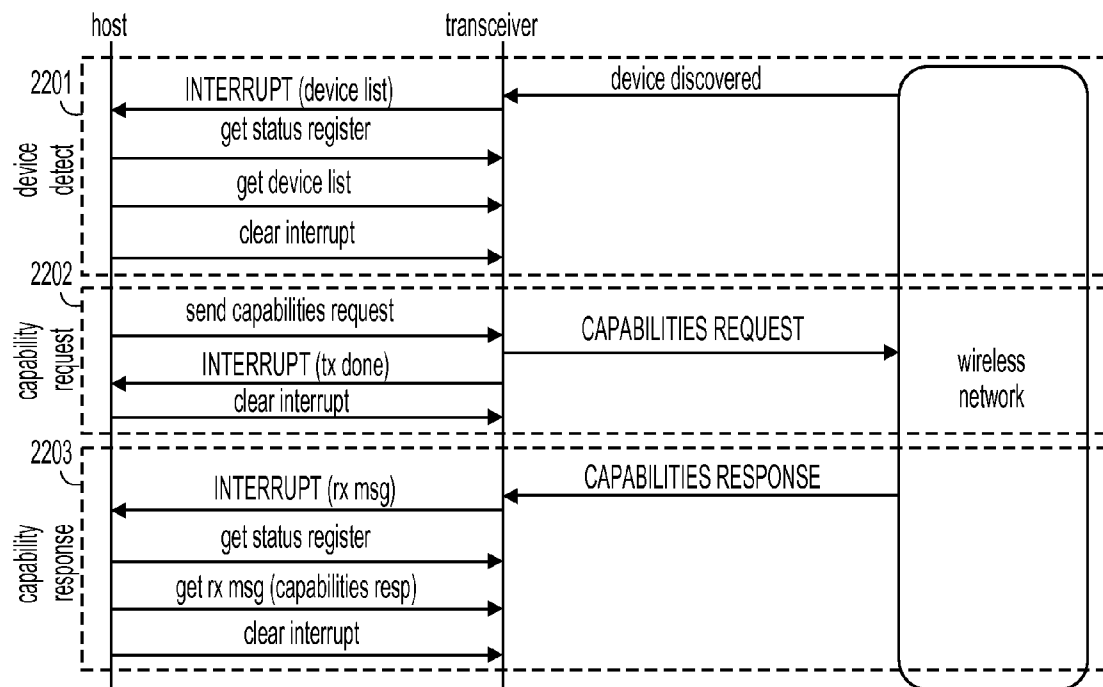 host
transceiver
2201
device detect
device discovered
INTERRUPT (device list)
get status register
get device list
clear interrupt
2202
capability request
send capabilities request
CAPABILITIES REQUEST
INTERRUPT (tx done)
clear interrupt
wireless
network
2203
capability response
CAPABILITIES RESPONSE
INTERRUPT (rx msg)
get status register
get rx msg (capabilities resp)
clear interrupt